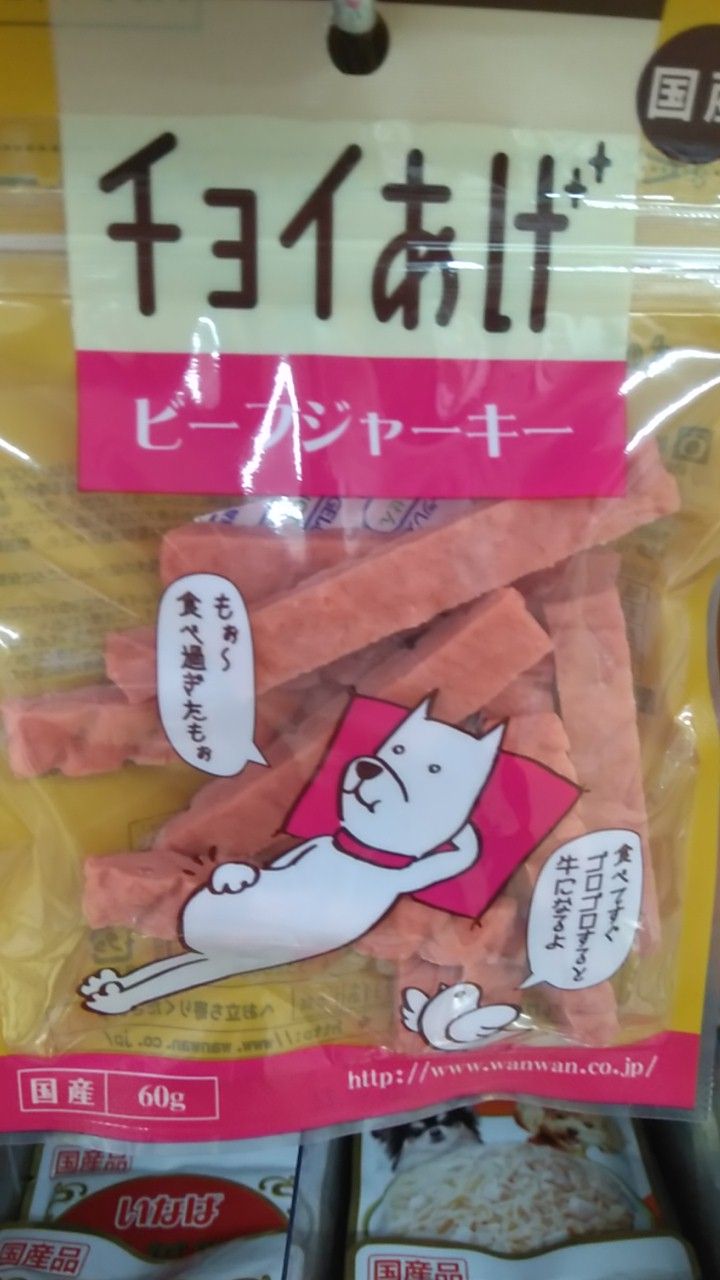 国
チョイあげ
ビーフジャーキー
もぉ〜
食べ過ぎたもぉ
食べてすぐ
ゴロゴロすると
牛になるよ
国産
60g
http://www.wanwan.co.jp/
国産品
いなば
国産品
国産品